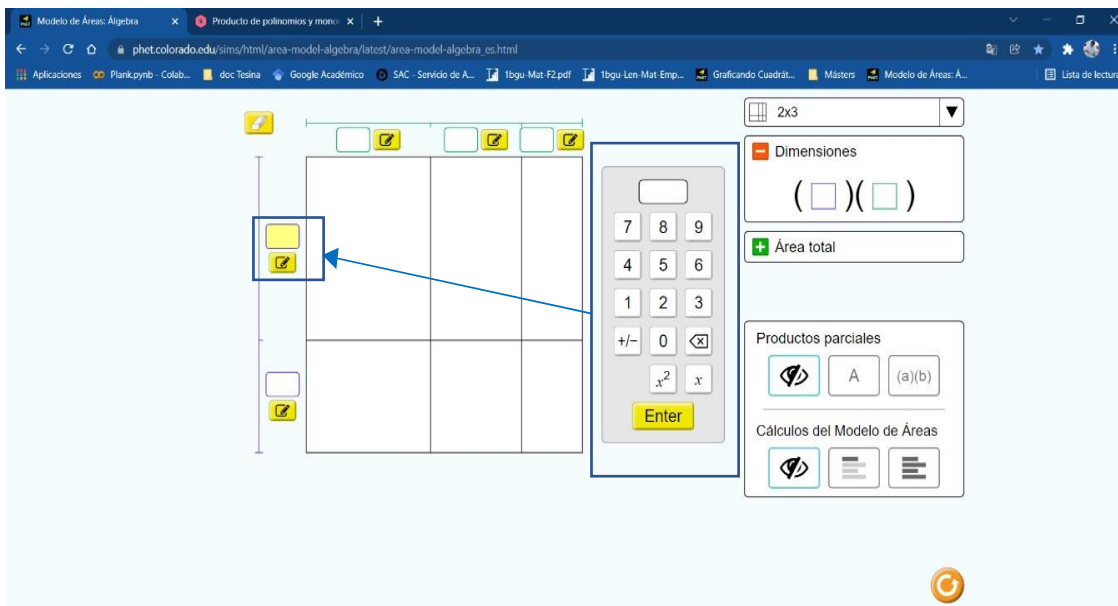 Modelo de Áreas: Álgebra
Producto de polinomios y mono
phet.colorado.edu/sims/html/area-model-algebra/latest/area-model-algebra_es.html
Aplicaciones
Plank.pynb - Colab...
doc Tesina
Google Académico
SAC - Servicio de A...
1bgu-Mat-F2.pdf
1bgu-Len-Mat-Emp...
Graficando Cuadrát...
Másters
Modelo de Áreas: Á...
Lista de lectura
2x3
Dimensiones
( )( )
Área total
7 8 9
4 5 6
1 2 3
+/− 0
x² x
Enter
Productos parciales
A (a)(b)
Cálculos del Modelo de Áreas